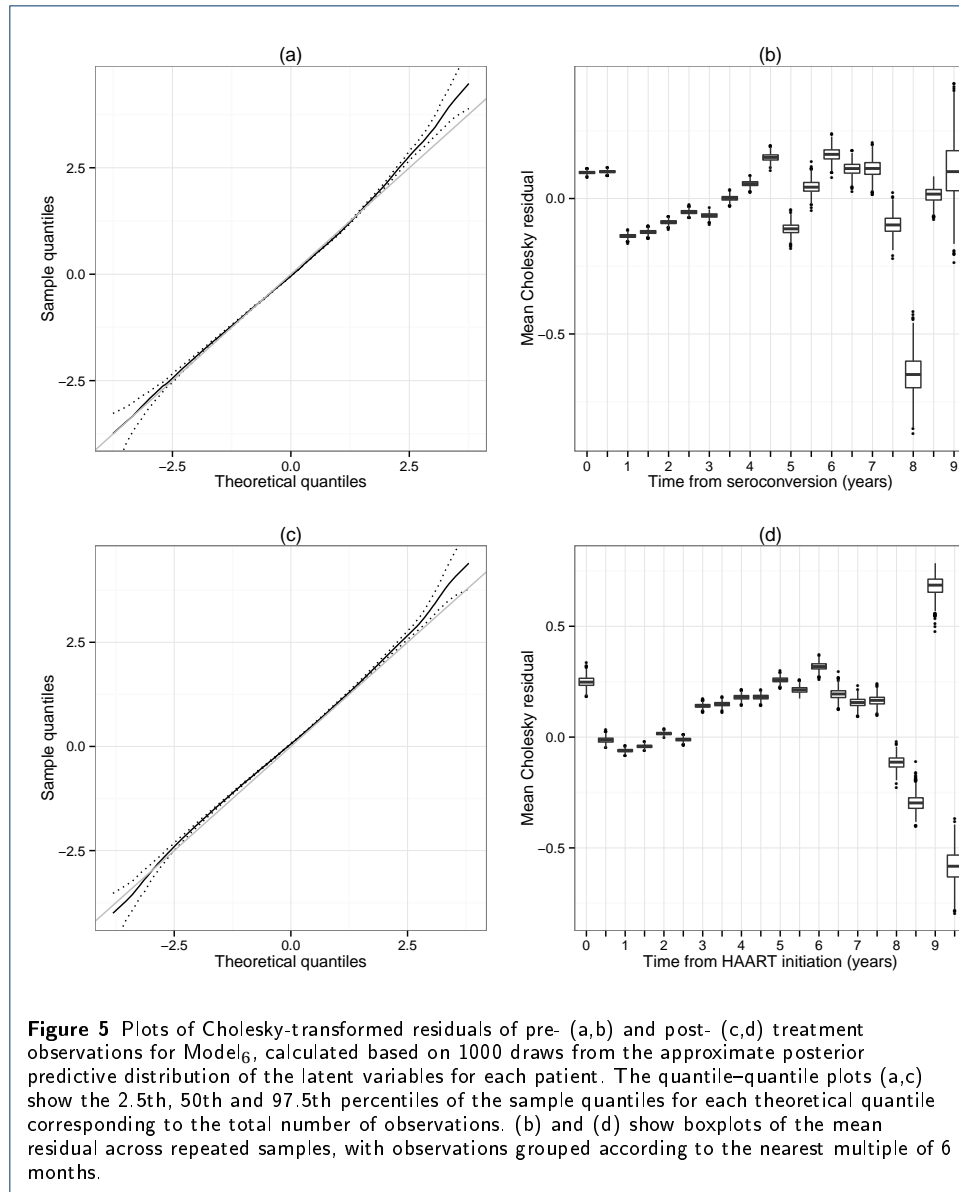 (a)
Sample quantiles
2.5
0.0
−2.5
−2.5 0.0 2.5
Theoretical quantiles
(b)
Mean Cholesky residual
0.0
−0.5
0 1 2 3 4 5 6 7 8 9
Time from seroconversion (years)
(c)
Sample quantiles
2.5
0.0
−2.5
−2.5 0.0 2.5
Theoretical quantiles
(d)
Mean Cholesky residual
0.5
0.0
−0.5
0 1 2 3 4 5 6 7 8 9
Time from HAART initiation (years)
Figure 5 Plots of Cholesky-transformed residuals of pre- (a,b) and post- (c,d) treatment
observations for Model6, calculated based on 1000 draws from the approximate posterior
predictive distribution of the latent variables for each patient. The quantile–quantile plots (a,c)
show the 2.5th, 50th and 97.5th percentiles of the sample quantiles for each theoretical quantile
corresponding to the total number of observations. (b) and (d) show boxplots of the mean
residual across repeated samples, with observations grouped according to the nearest multiple of 6
months.